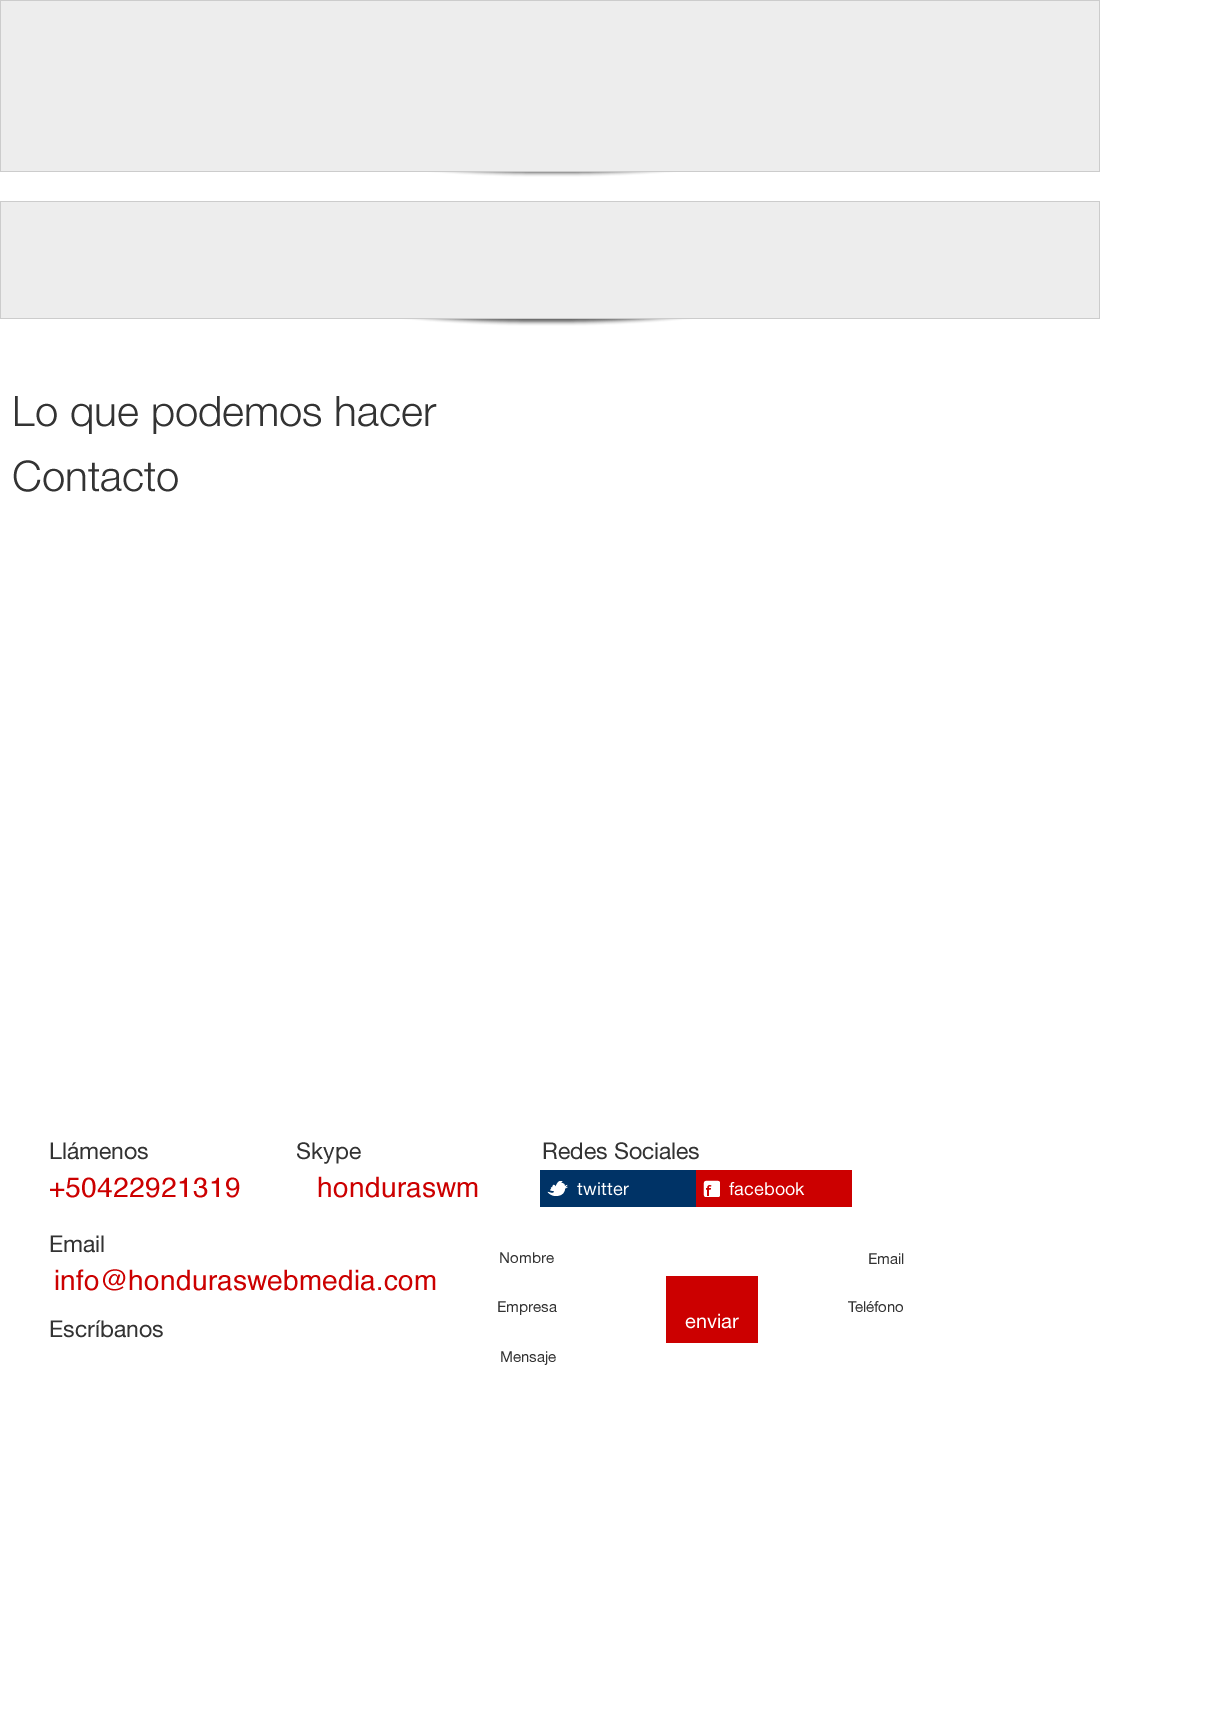 Lo que podemos hacer
Contacto
Llámenos
Skype
Redes Sociales
+50422921319
honduraswm
twitter
facebook
Email
info@honduraswebmedia.com
Escríbanos
Nombre
Email
Empresa
enviar
Teléfono
Mensaje